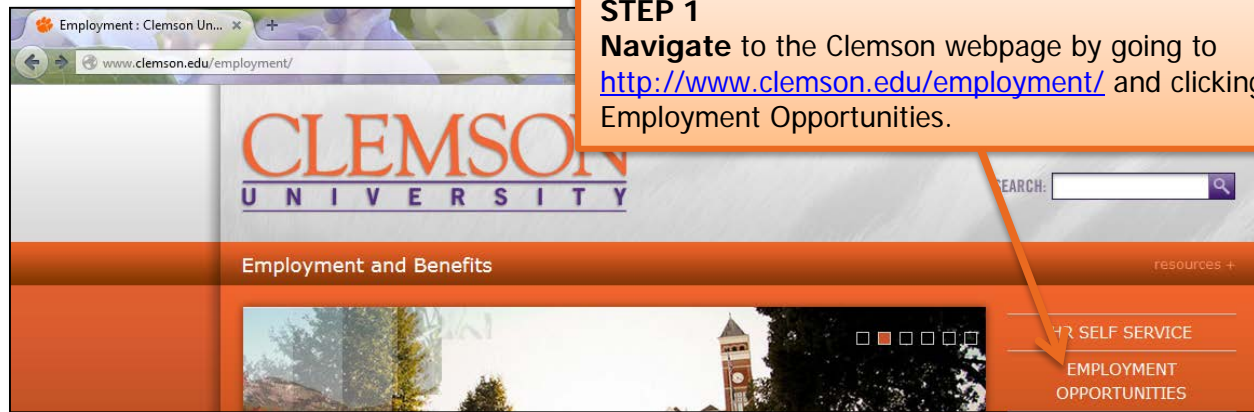 Employment : Clemson Un...
www.clemson.edu/employment/
STEP 1
Navigate to the Clemson webpage by going to
http://www.clemson.edu/employment/ and clicking
Employment Opportunities.
CLEMSON
UNIVERSITY
SEARCH:
Employment and Benefits
resources +
HR SELF SERVICE
EMPLOYMENT
OPPORTUNITIES